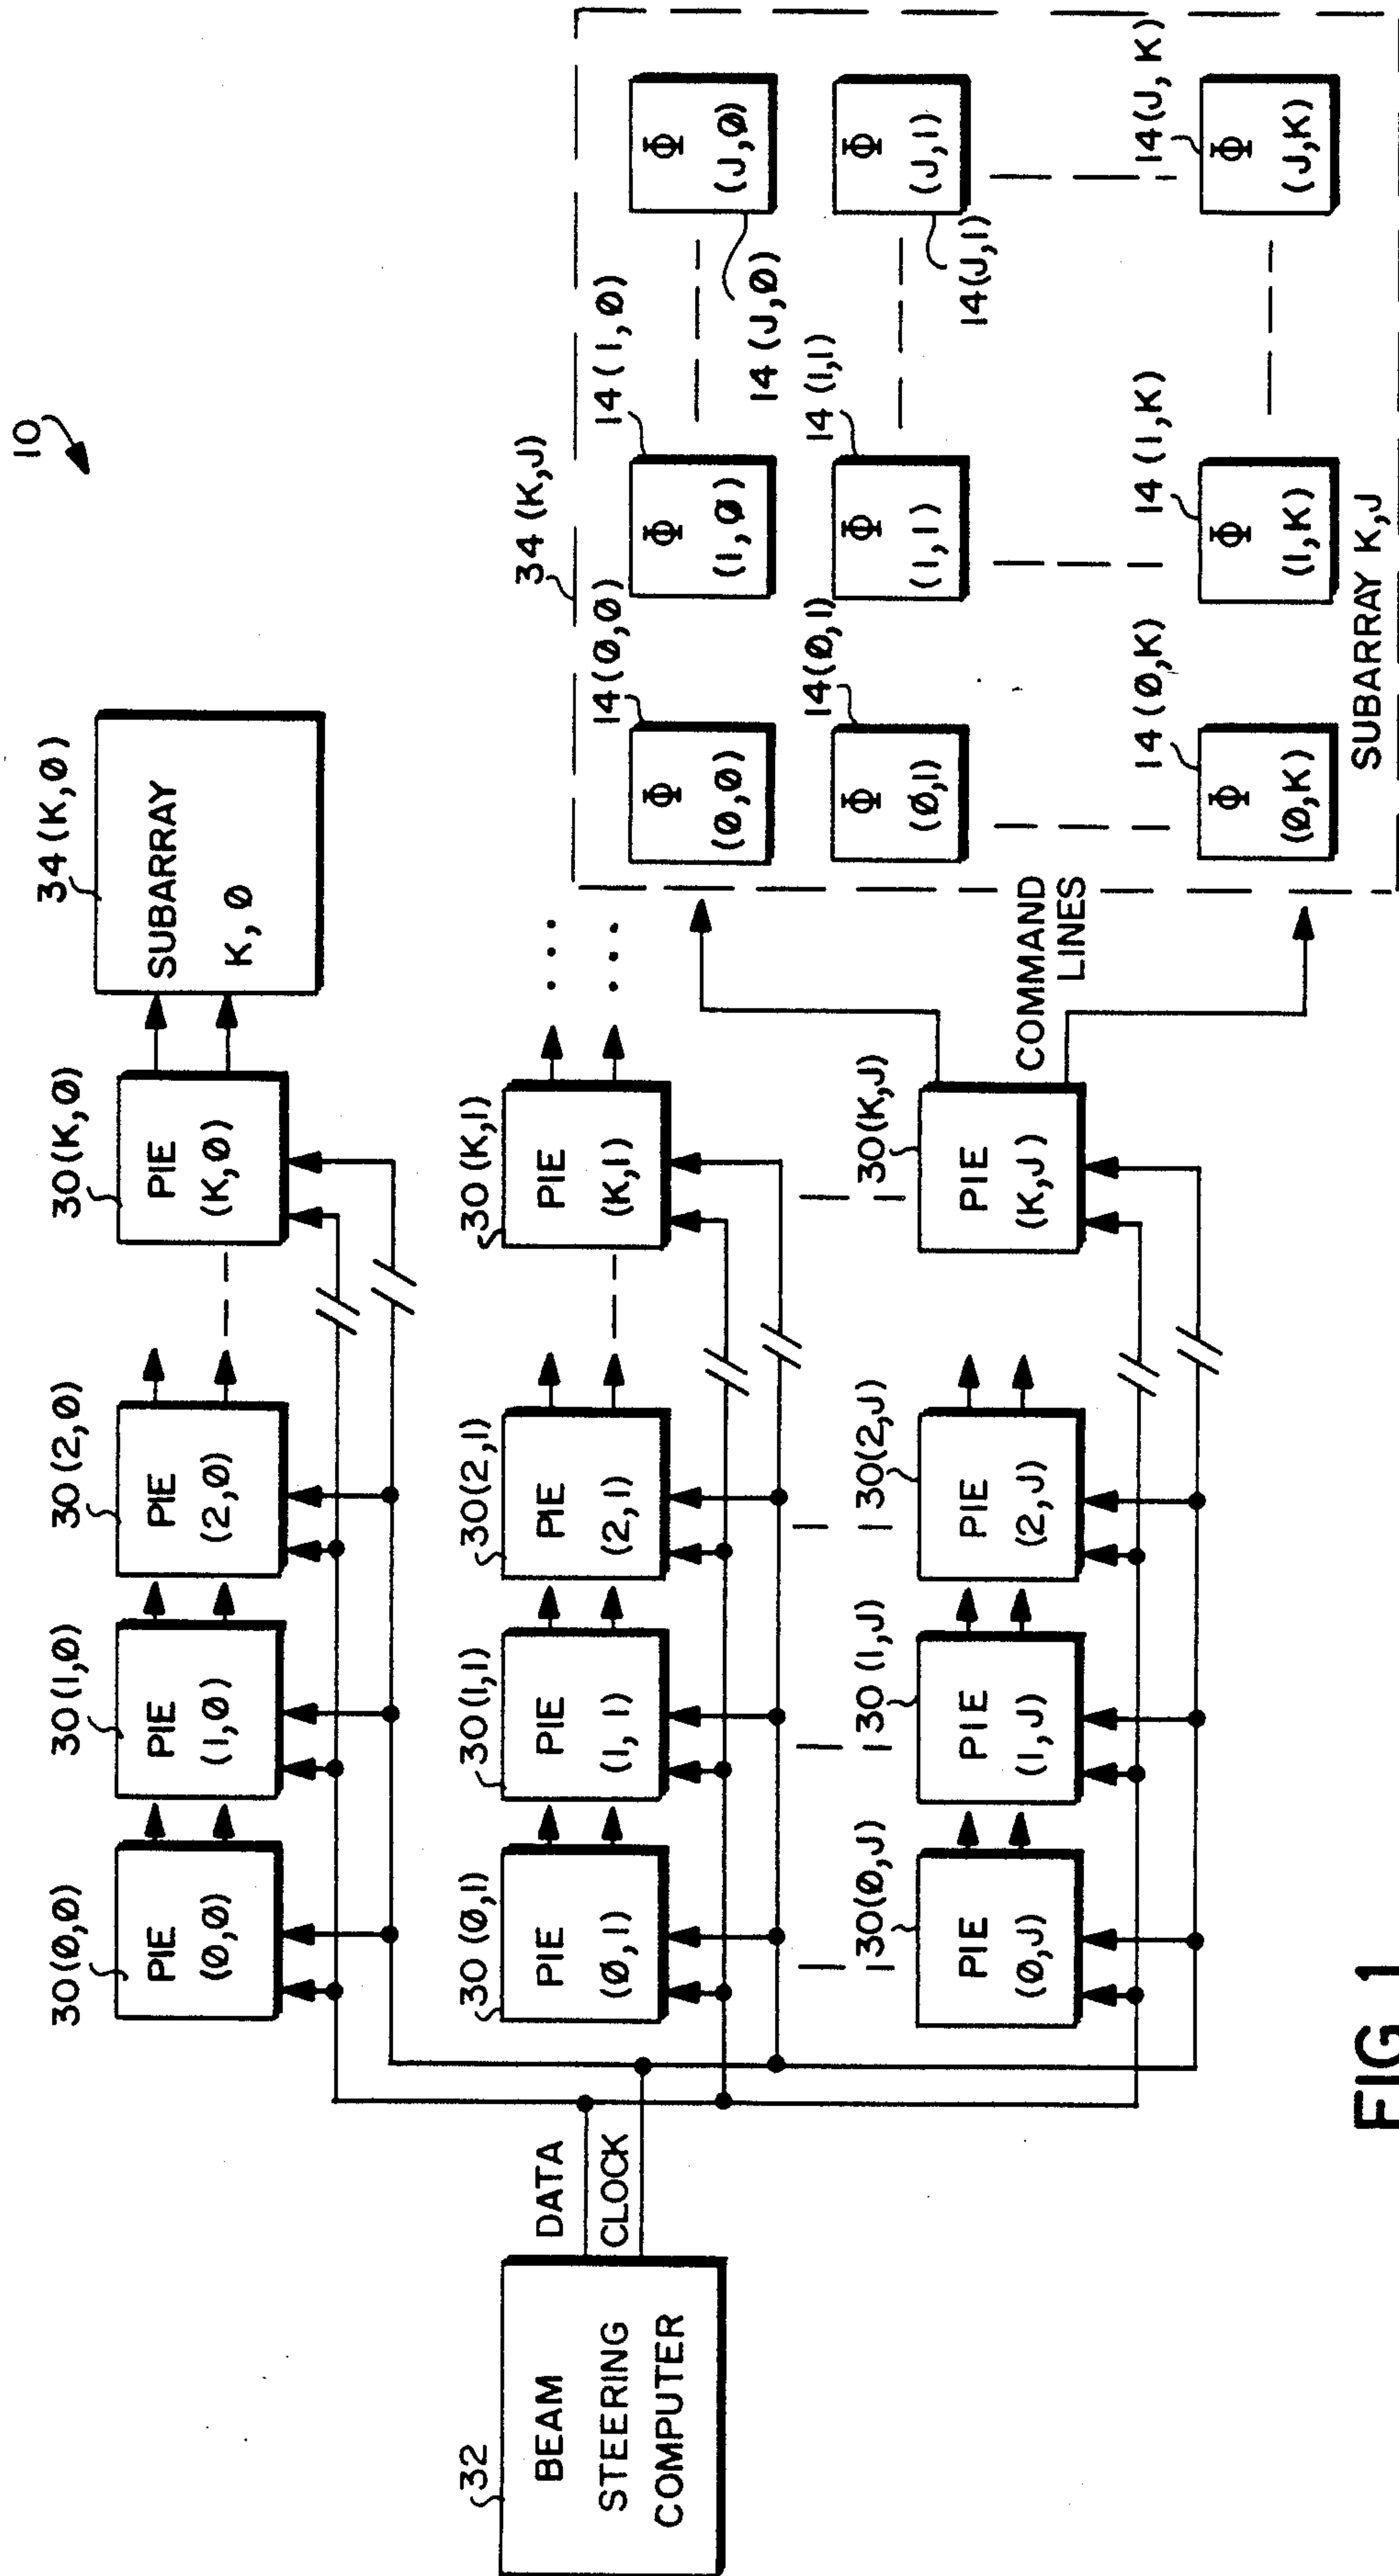 10
32
BEAM
STEERING
COMPUTER
DATA
CLOCK
30(0,0)
30(1,0)
30(2,0)
30(K,0)
34(K,0)
PIE
(0,0)
PIE
(1,0)
PIE
(2,0)
PIE
(K,0)
SUBARRAY
K,0
30(0,1)
30(1,1)
30(2,1)
30(K,1)
PIE
(0,1)
PIE
(1,1)
PIE
(2,1)
PIE
(K,1)
...
...
30(0,J)
30(1,J)
30(2,J)
30(K,J)
PIE
(0,J)
PIE
(1,J)
PIE
(2,J)
PIE
(K,J)
COMMAND
LINES
34(K,J)
14(0,0)
14(1,0)
14(J,0)
Φ
(0,0)
Φ
(1,0)
Φ
(J,0)
14(0,1)
14(1,1)
14(J,1)
Φ
(0,1)
Φ
(1,1)
Φ
(J,1)
14(0,K)
14(1,K)
14(J,K)
Φ
(0,K)
Φ
(1,K)
Φ
(J,K)
SUBARRAY K,J
FIG. 1